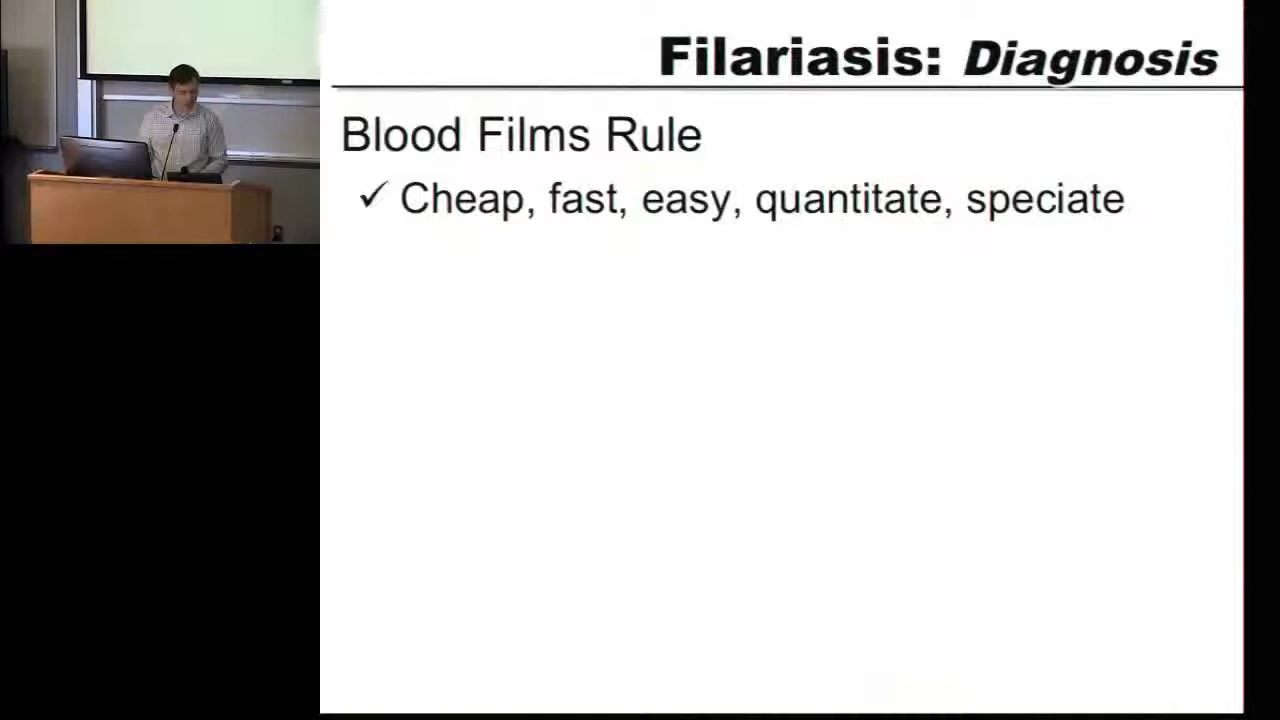 Filariasis: Diagnosis
Blood Films Rule
✓ Cheap, fast, easy, quantitate, speciate